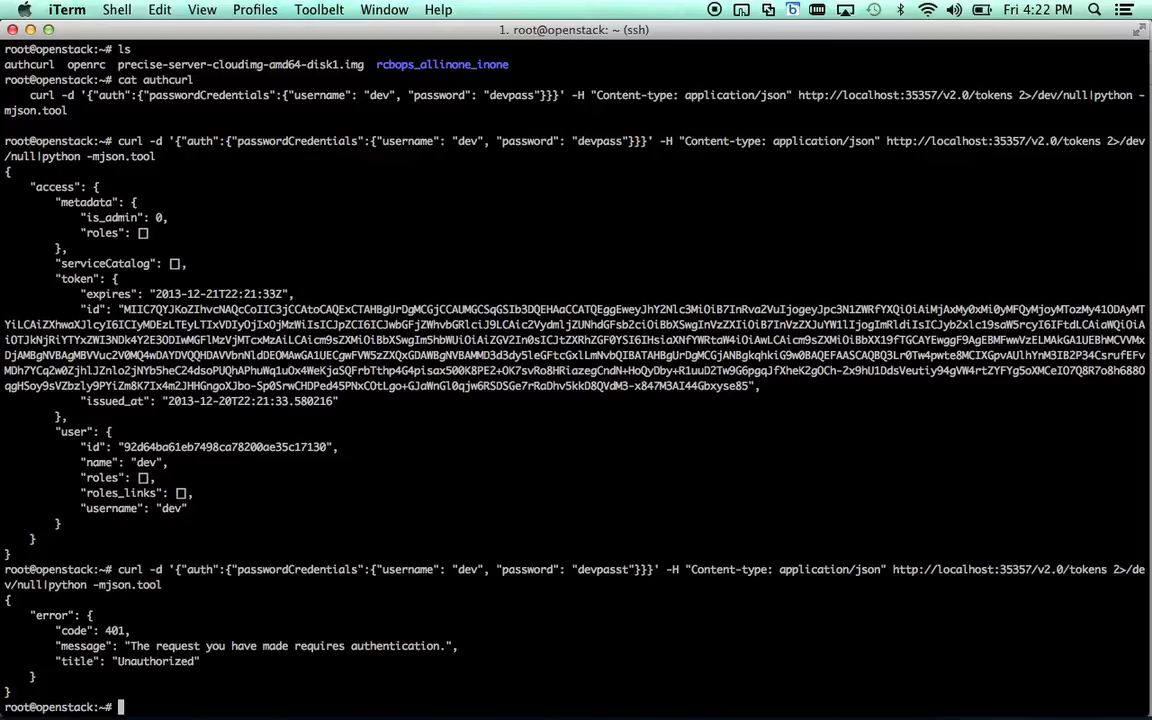 iTerm Shell Edit View Profiles Toolbelt Window Help Fri 4:22 PM
1. root@openstack: ~ (ssh)
root@openstack:~# ls
authcurl openrc precise-server-cloudimg-amd64-disk1.img rcbops_allinone_inone
root@openstack:~# cat authcurl
curl -d '{"auth":{"passwordCredentials":{"username": "dev", "password": "devpass"}}}' -H "Content-type: application/json" http://localhost:35357/v2.0/tokens 2>/dev/null|python -
mjson.tool
root@openstack:~# curl -d '{"auth":{"passwordCredentials":{"username": "dev", "password": "devpass"}}}' -H "Content-type: application/json" http://localhost:35357/v2.0/tokens 2>/dev
/null|python -mjson.tool
{
"access": {
"metadata": {
"is_admin": 0,
"roles": []
},
"serviceCatalog": [],
"token": {
"expires": "2013-12-21T22:21:33Z",
"id":
"issued_at": "2013-12-20T22:21:33.580216"
},
"user": {
"id": "92d64ba61eb7498ca78200ae35c17130",
"name": "dev",
"roles": [],
"roles_links": [],
"username": "dev"
}
}
}
root@openstack:~# curl -d '{"auth":{"passwordCredentials":{"username": "dev", "password": "devpasst"}}}' -H "Content-type: application/json" http://localhost:35357/v2.0/tokens 2>/de
v/null|python -mjson.tool
{
"error": {
"code": 401,
"message": "The request you have made requires authentication.",
"title": "Unauthorized"
}
}
root@openstack:~#